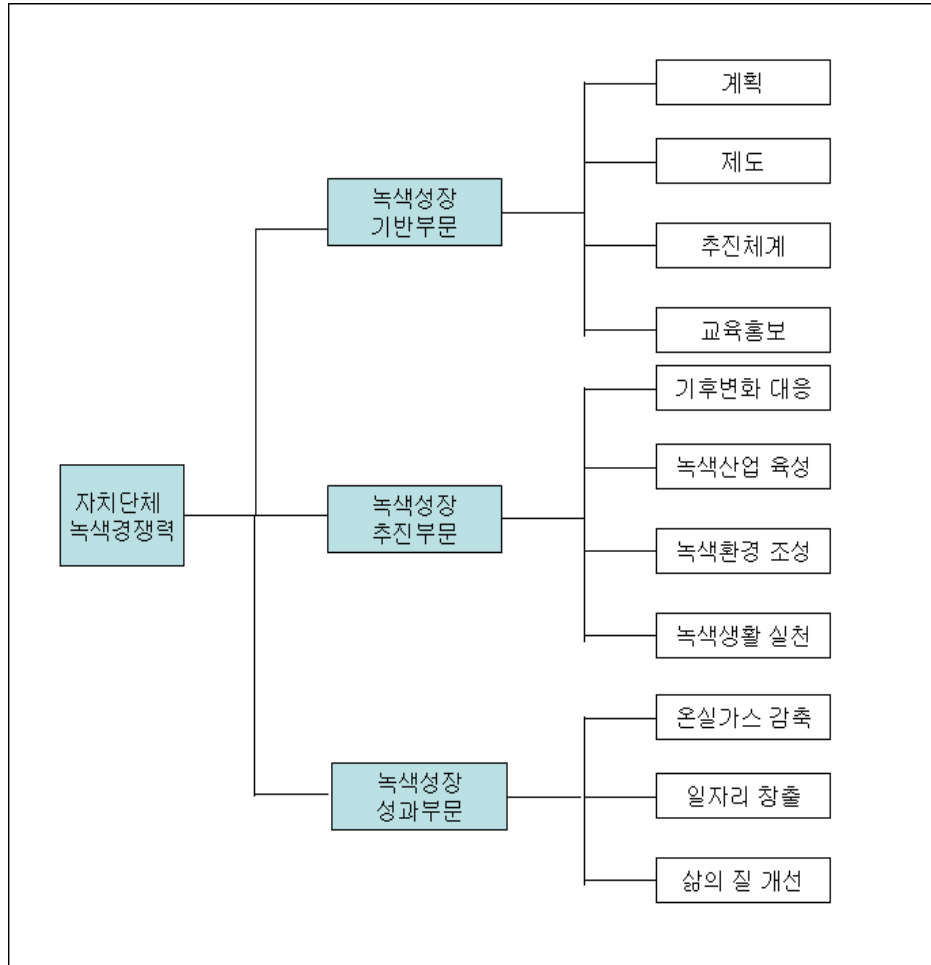 계획
제도
녹색성장
기반부문
추진체계
교육홍보
기후변화 대응
녹색산업 육성
자치단체
녹색경쟁력
녹색성장
추진부문
녹색환경 조성
녹색생활 실천
온실가스 감축
녹색성장
성과부문
일자리 창출
삶의 질 개선